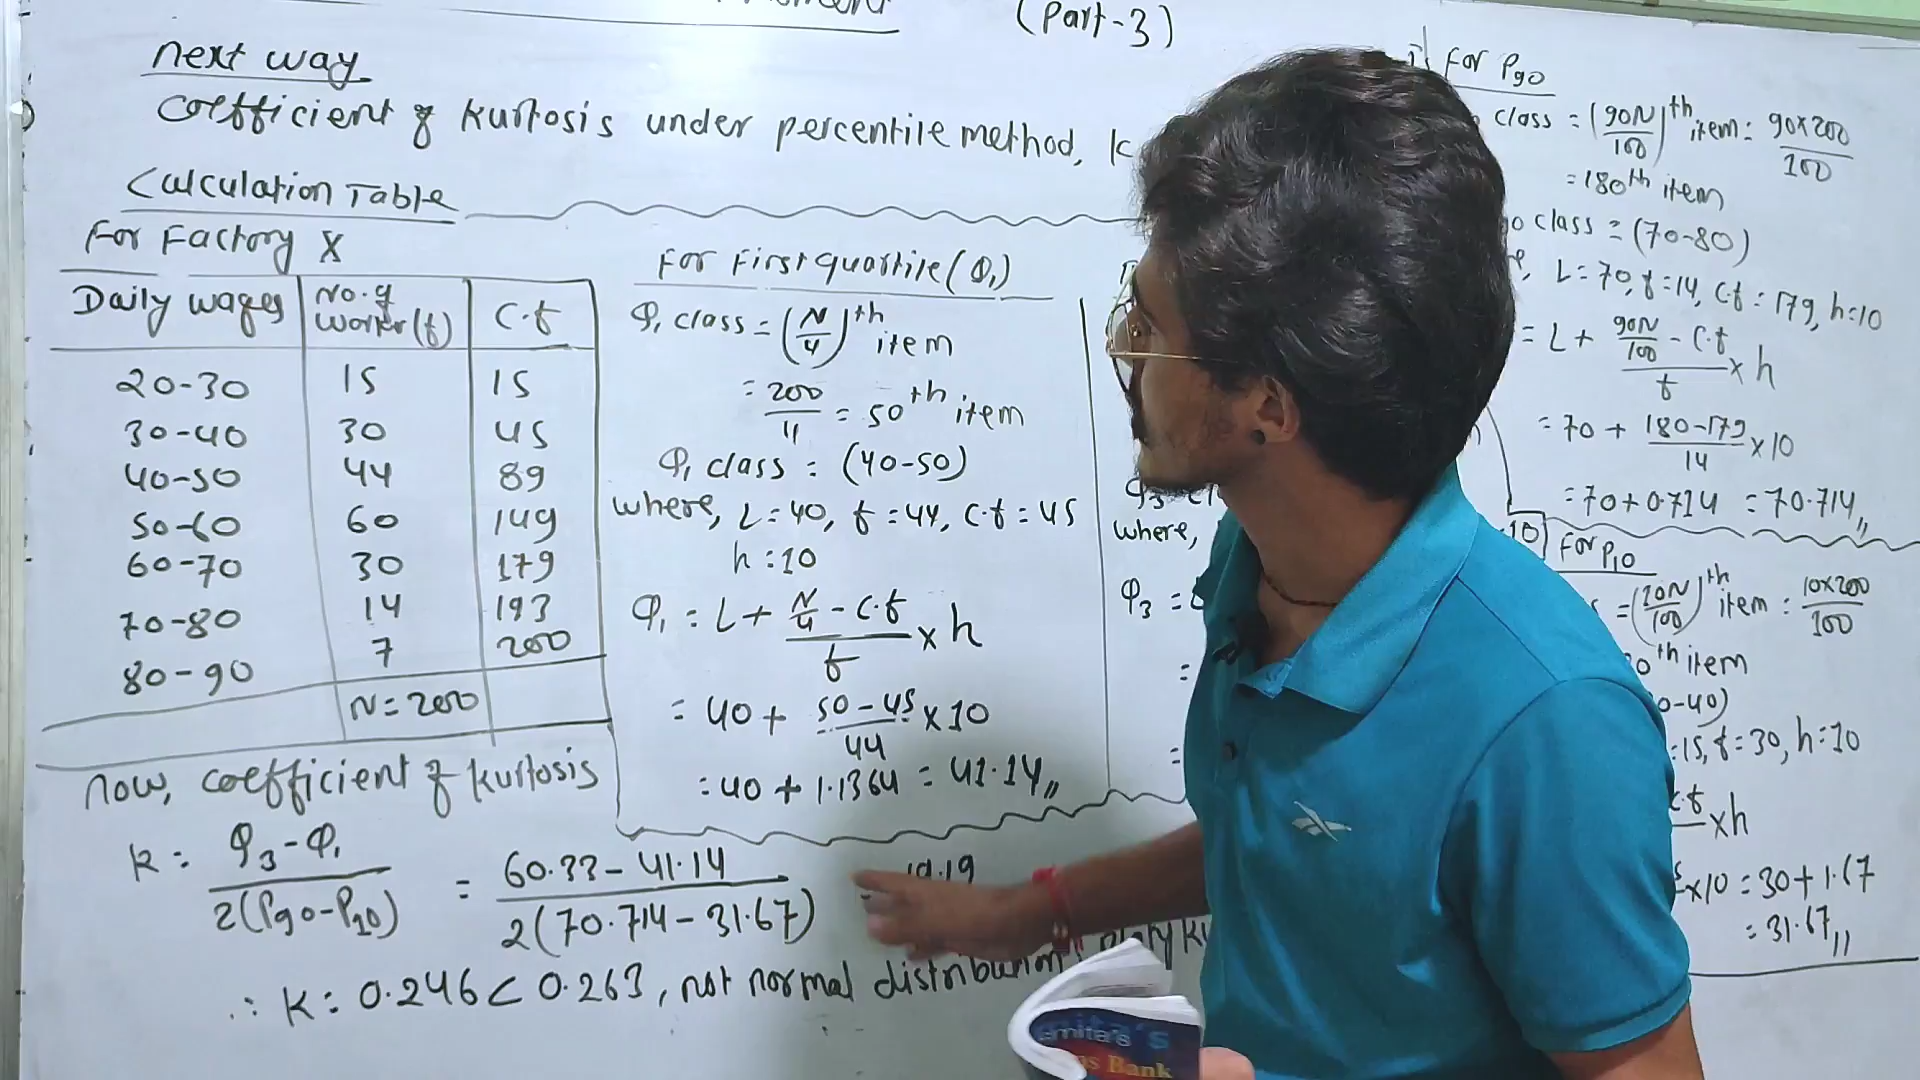 (Part-3)
next way
coefficient of kurtosis under percentile method, k
Calculation Table
For Factory X
Daily wages No. of worker (f) C.f
20-30 15 15
30-40 30 45
40-50 44 89
50-60 60 149
60-70 30 179
70-80 14 193
80-90 7 200
N=200
For First quartile (Q₁)
Q₁ class = (N/4)th item
= 200/4 = 50th item
Q₁ class = (40-50)
where, L=40, f=44, C.f=45
h=10
Q₁ = L + (N/4 - C.f)/f × h
= 40 + (50-45)/44 × 10
= 40 + 1.1364 = 41.14
where,
Q₃ =
For P90
class = (90N/100)th item = 90×200/100
= 180th item
class = (70-80)
L=70, f=14, C.f=179, h=10
= L + (90N/100 - C.f)/f × h
= 70 + (180-179)/14 × 10
= 70 + 0.714 = 70.714
For P10
= (10N/100)th item = 10×200/100
th item
f=30, h=10
×h
×10 = 30 + 1.67
= 31.67
now, coefficient of kurtosis
k = (Q₃-Q₁)/2(P90-P10) = (60.33-41.14)/2(70.714-31.67) 19.19
∴ k = 0.246 < 0.263, not normal distribution